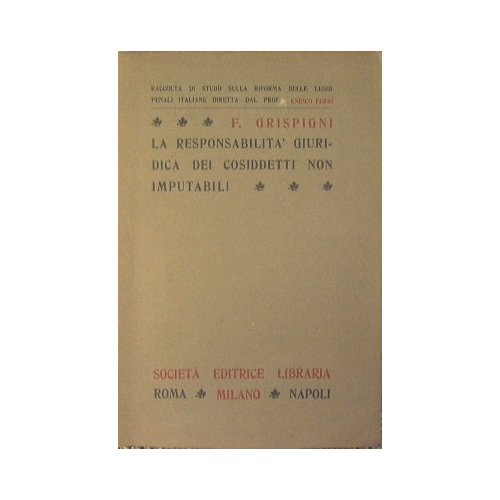 RACCOLTA DI STUDII SULLA RIFORMA DELLE LEGGI
PENALI ITALIANE DIRETTA DAL PROF. ENRICO FERRI
F. GRISPIGNI
LA RESPONSABILITA' GIURI-
DICA DEI COSIDDETTI NON
IMPUTABILI
SOCIETÀ EDITRICE LIBRARIA
ROMA MILANO NAPOLI